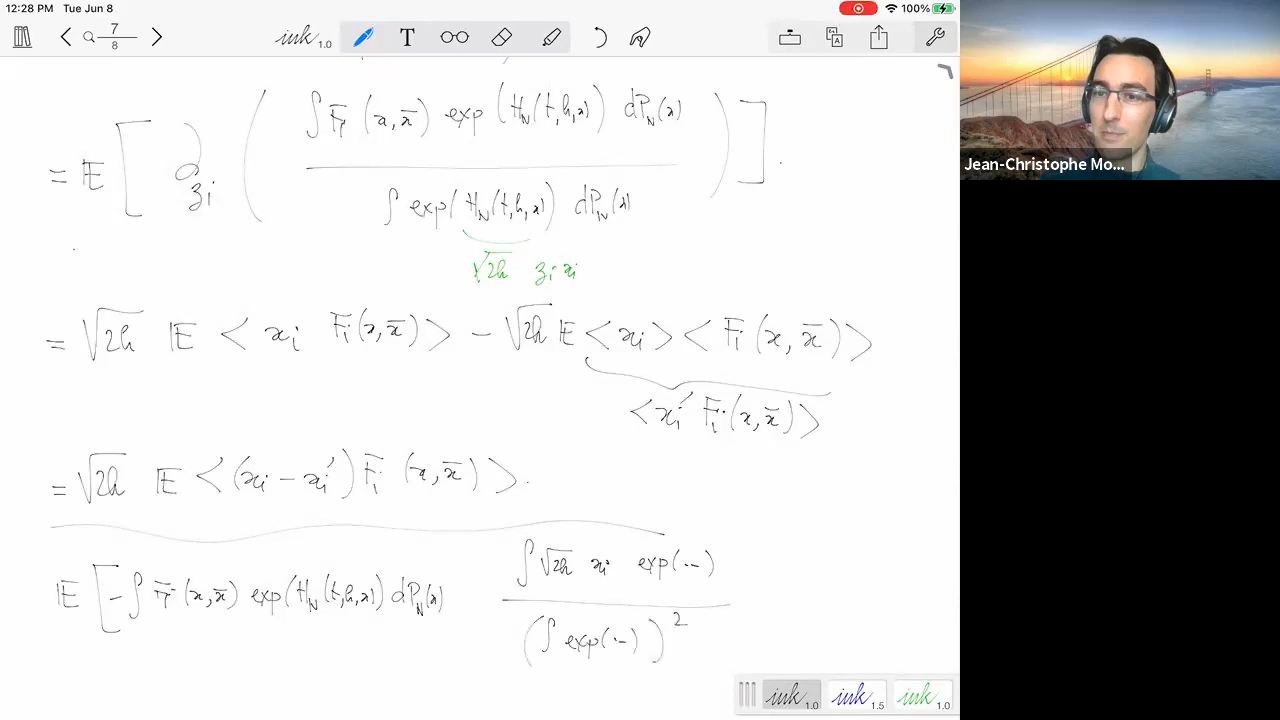 12:28 PM Tue Jun 8
100%
7
8
ink 1.0
T
Jean-Christophe Mo...
= 𝔼 [ ∂_{z_i} ( ∫ F_i (x, x̄) exp (H_N(t,h,x)) dP_N(x) / ∫ exp(H_N(t,h,x)) dP_N(x) ) ] .
√2h z_i x_i
= √2h 𝔼 < x_i F_i(x, x̄) > − √2h 𝔼 < x_i > < F_i (x, x̄) >
< x_i' F_i (x, x̄) >
= √2h 𝔼 < (x_i − x_i') F_i (x, x̄) > .
𝔼 [ − ∫ F_i (x, x̄) exp(H_N(t,h,x)) dP_N(x) ∫ √2h x_i exp(...) / (∫ exp(...))^2
ink 1.0 ink 1.5 ink 1.0